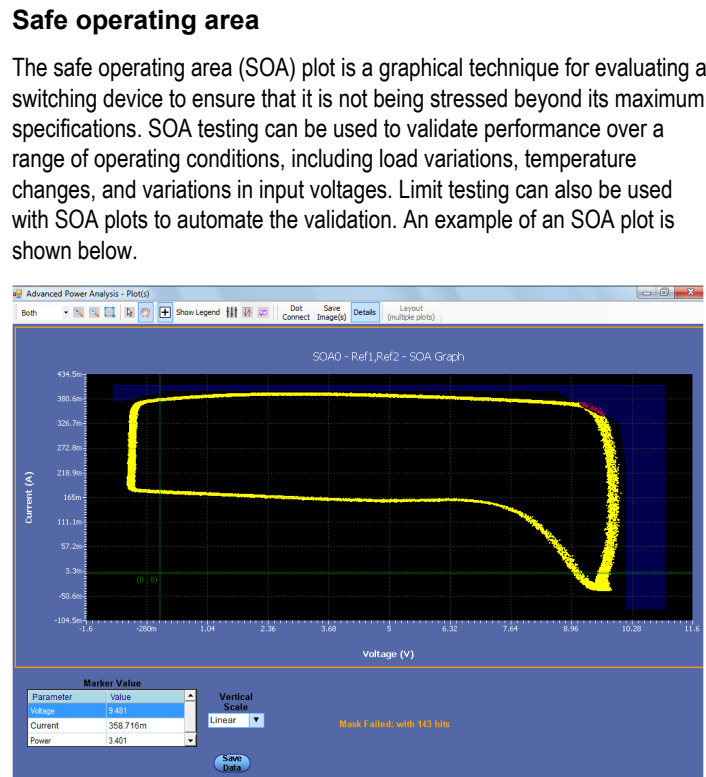 Safe operating area
The safe operating area (SOA) plot is a graphical technique for evaluating a
switching device to ensure that it is not being stressed beyond its maximum
specifications. SOA testing can be used to validate performance over a
range of operating conditions, including load variations, temperature
changes, and variations in input voltages. Limit testing can also be used
with SOA plots to automate the validation. An example of an SOA plot is
shown below.
Advanced Power Analysis - Plot(s)
Both Show Legend Dot Connect Save Image(s) Details Layout (multiple plots)
SOA0 - Ref1,Ref2 - SOA Graph
434.5m
380.6m
326.7m
272.8m
218.9m
165m
111.1m
57.2m
3.3m
-50.6m
-104.5m
Current (A)
(0 , 0)
-1.6 -280m 1.04 2.36 3.68 5 6.32 7.64 8.96 10.28 11.6
Voltage (V)
Marker Value
Parameter Value
Voltage 9.481
Current 358.716m
Power 3.401
Vertical
Scale
Linear
Mask Failed: with 143 hits
Save
Data